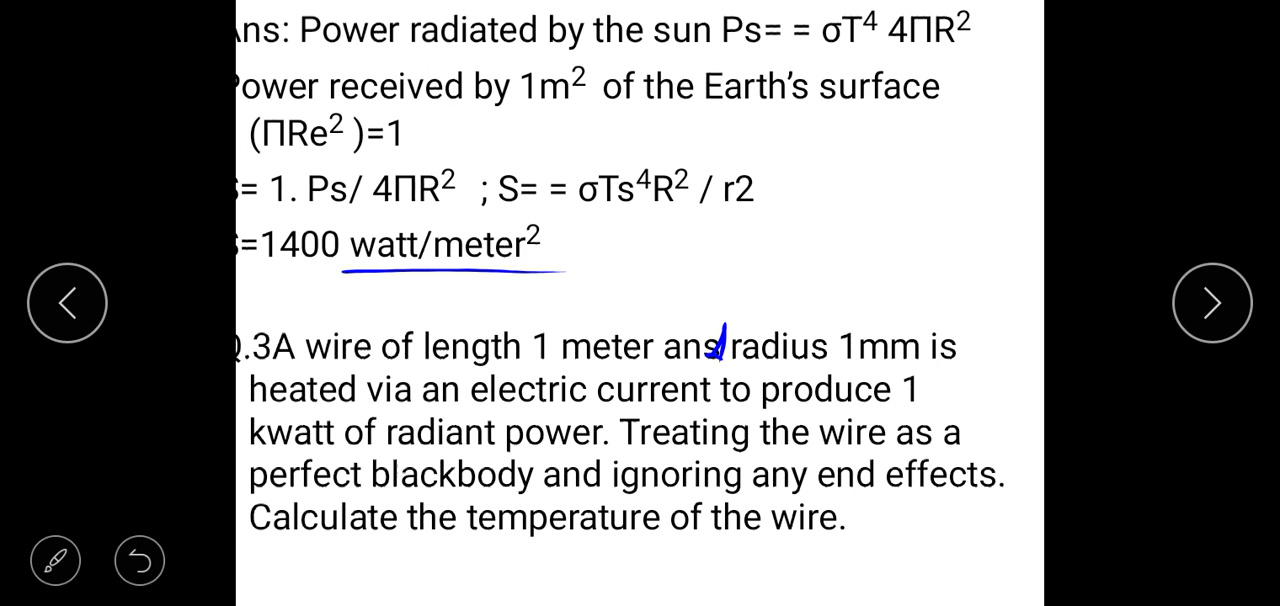 ns: Power radiated by the sun Ps= = σT⁴ 4ΠR²
ower received by 1m² of the Earth's surface
(ΠRe² )=1
= 1. Ps/ 4ΠR² ; S= = σTs⁴R² / r2
=1400 watt/meter²
.3A wire of length 1 meter and radius 1mm is
heated via an electric current to produce 1
kwatt of radiant power. Treating the wire as a
perfect blackbody and ignoring any end effects.
Calculate the temperature of the wire.